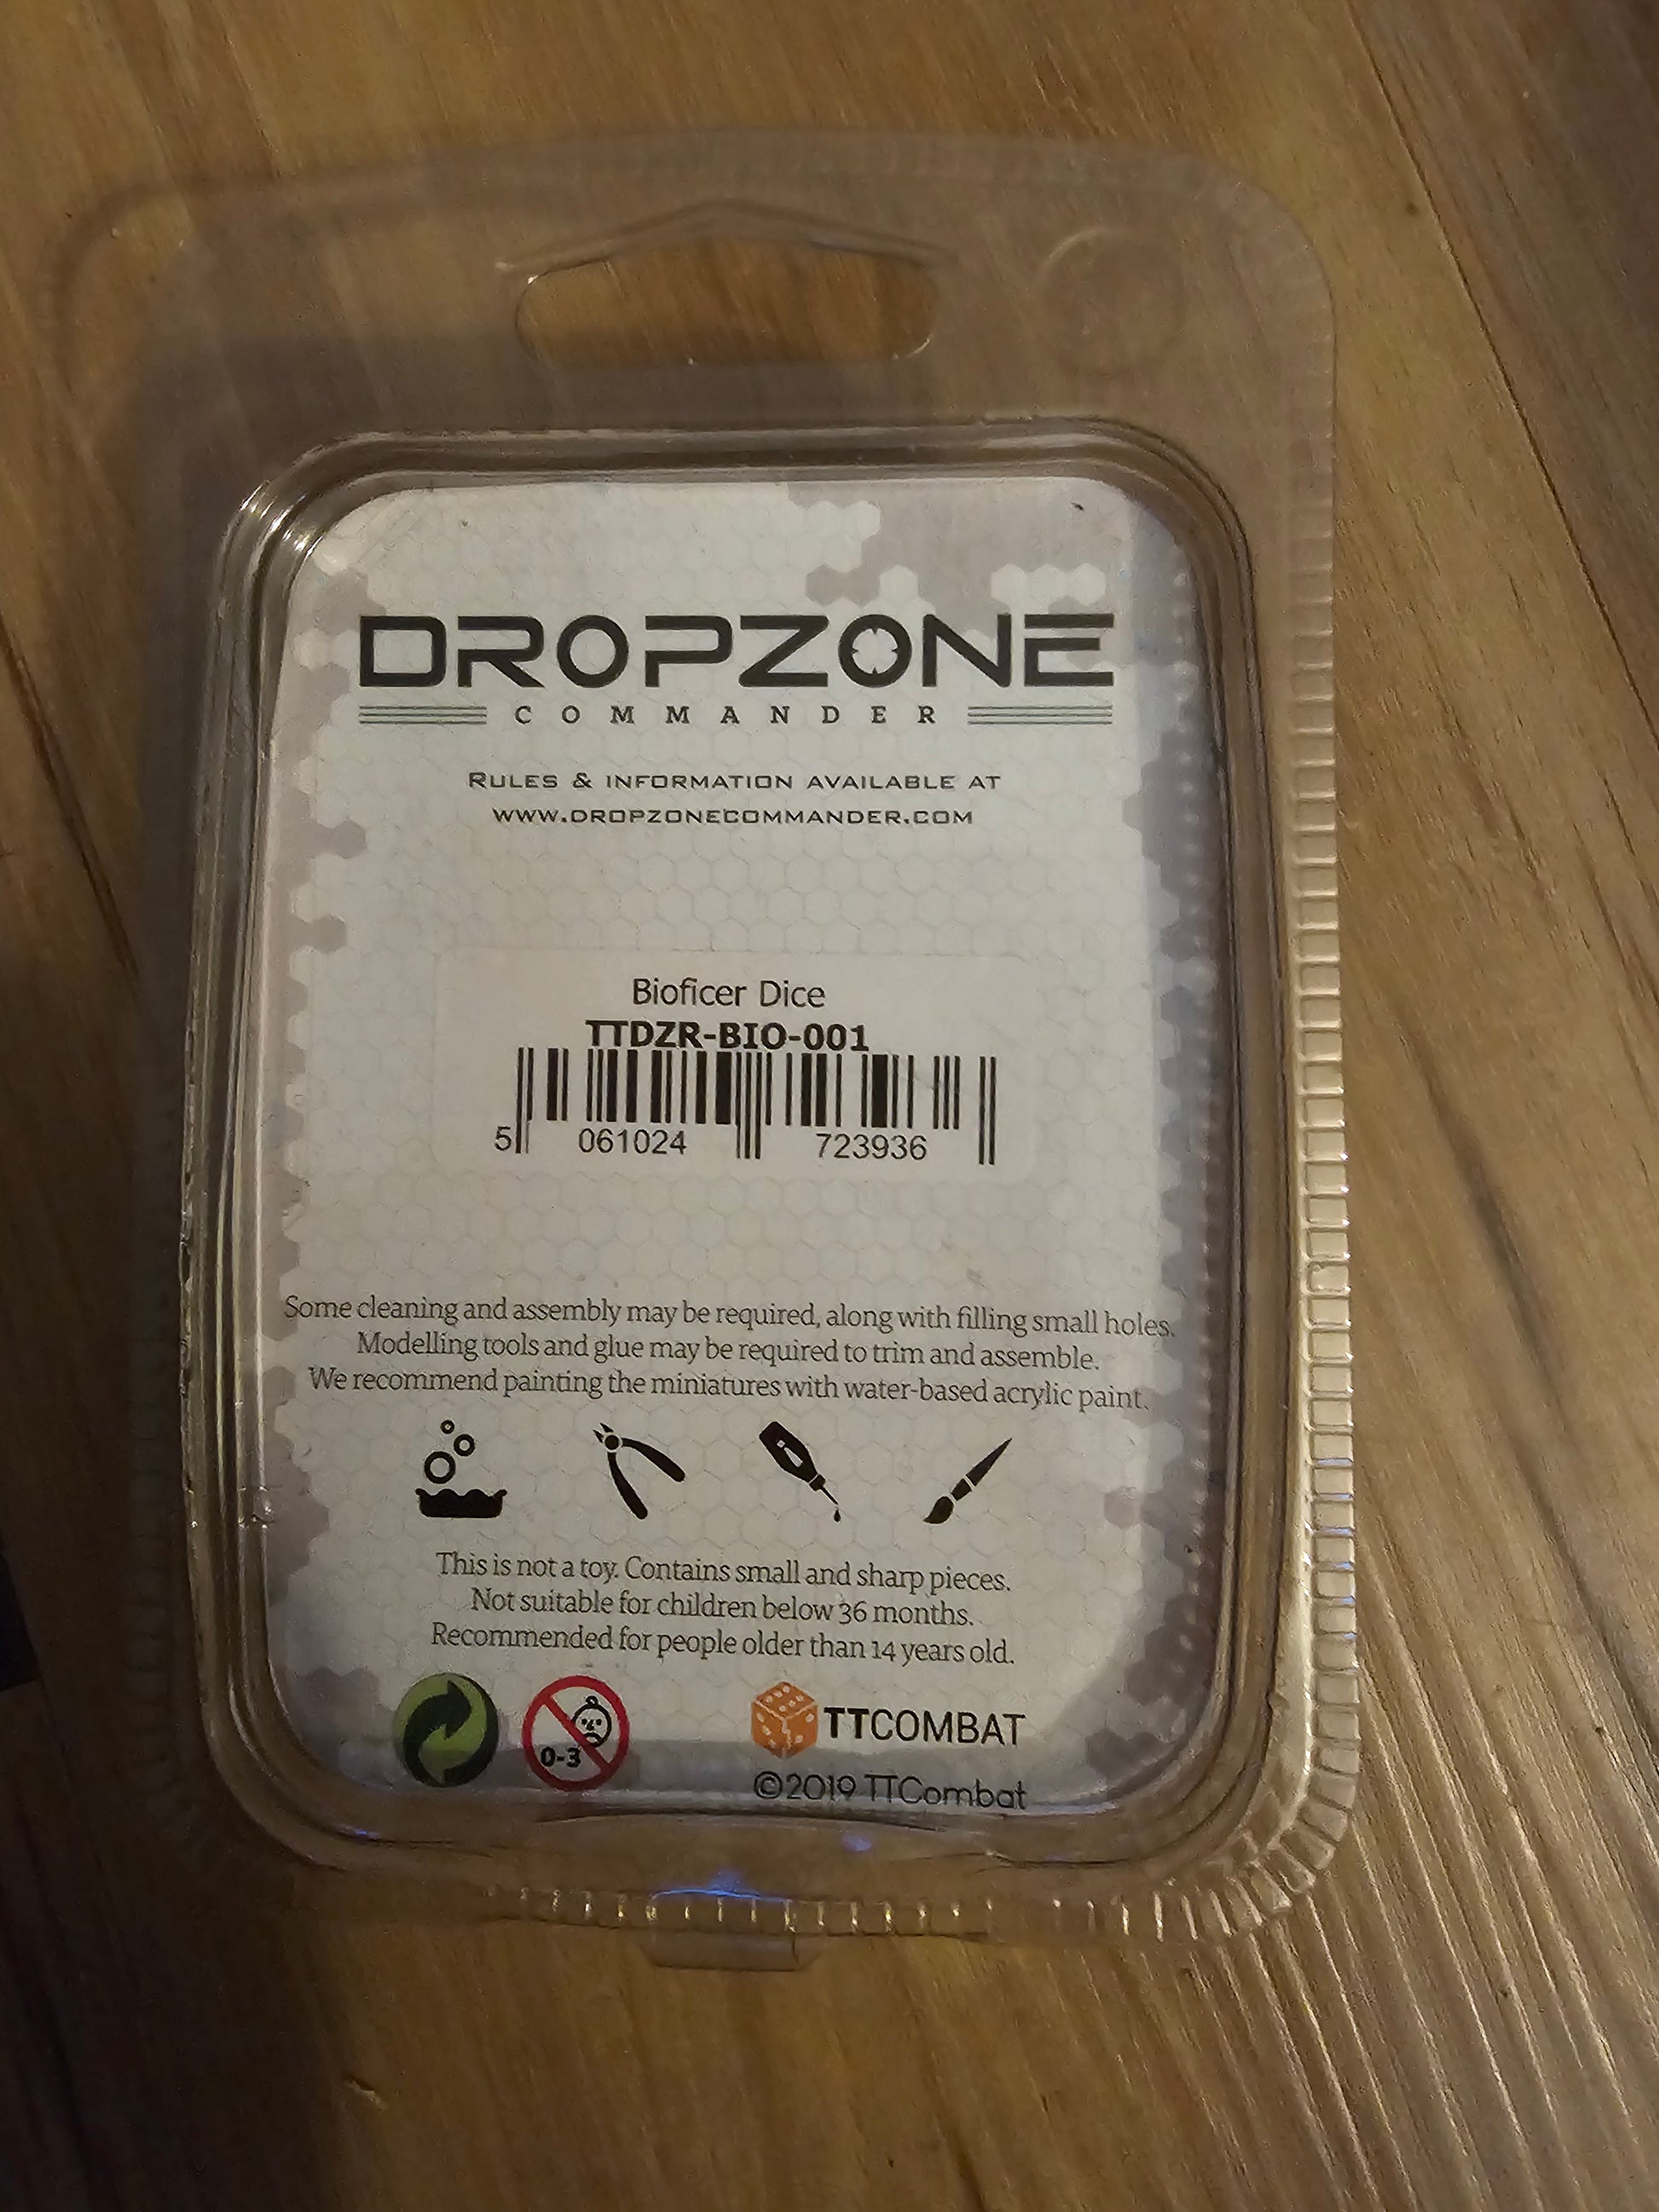 DROPZONE
COMMANDER
RULES & INFORMATION AVAILABLE AT
WWW.DROPZONECOMMANDER.COM
Bioficer Dice
TTDZR-BIO-001
5 061024 723936
Some cleaning and assembly may be required, along with filling small holes.
Modelling tools and glue may be required to trim and assemble.
We recommend painting the miniatures with water-based acrylic paint.
This is not a toy. Contains small and sharp pieces.
Not suitable for children below 36 months.
Recommended for people older than 14 years old.
0-3
TTCOMBAT
©2019 TTCombat